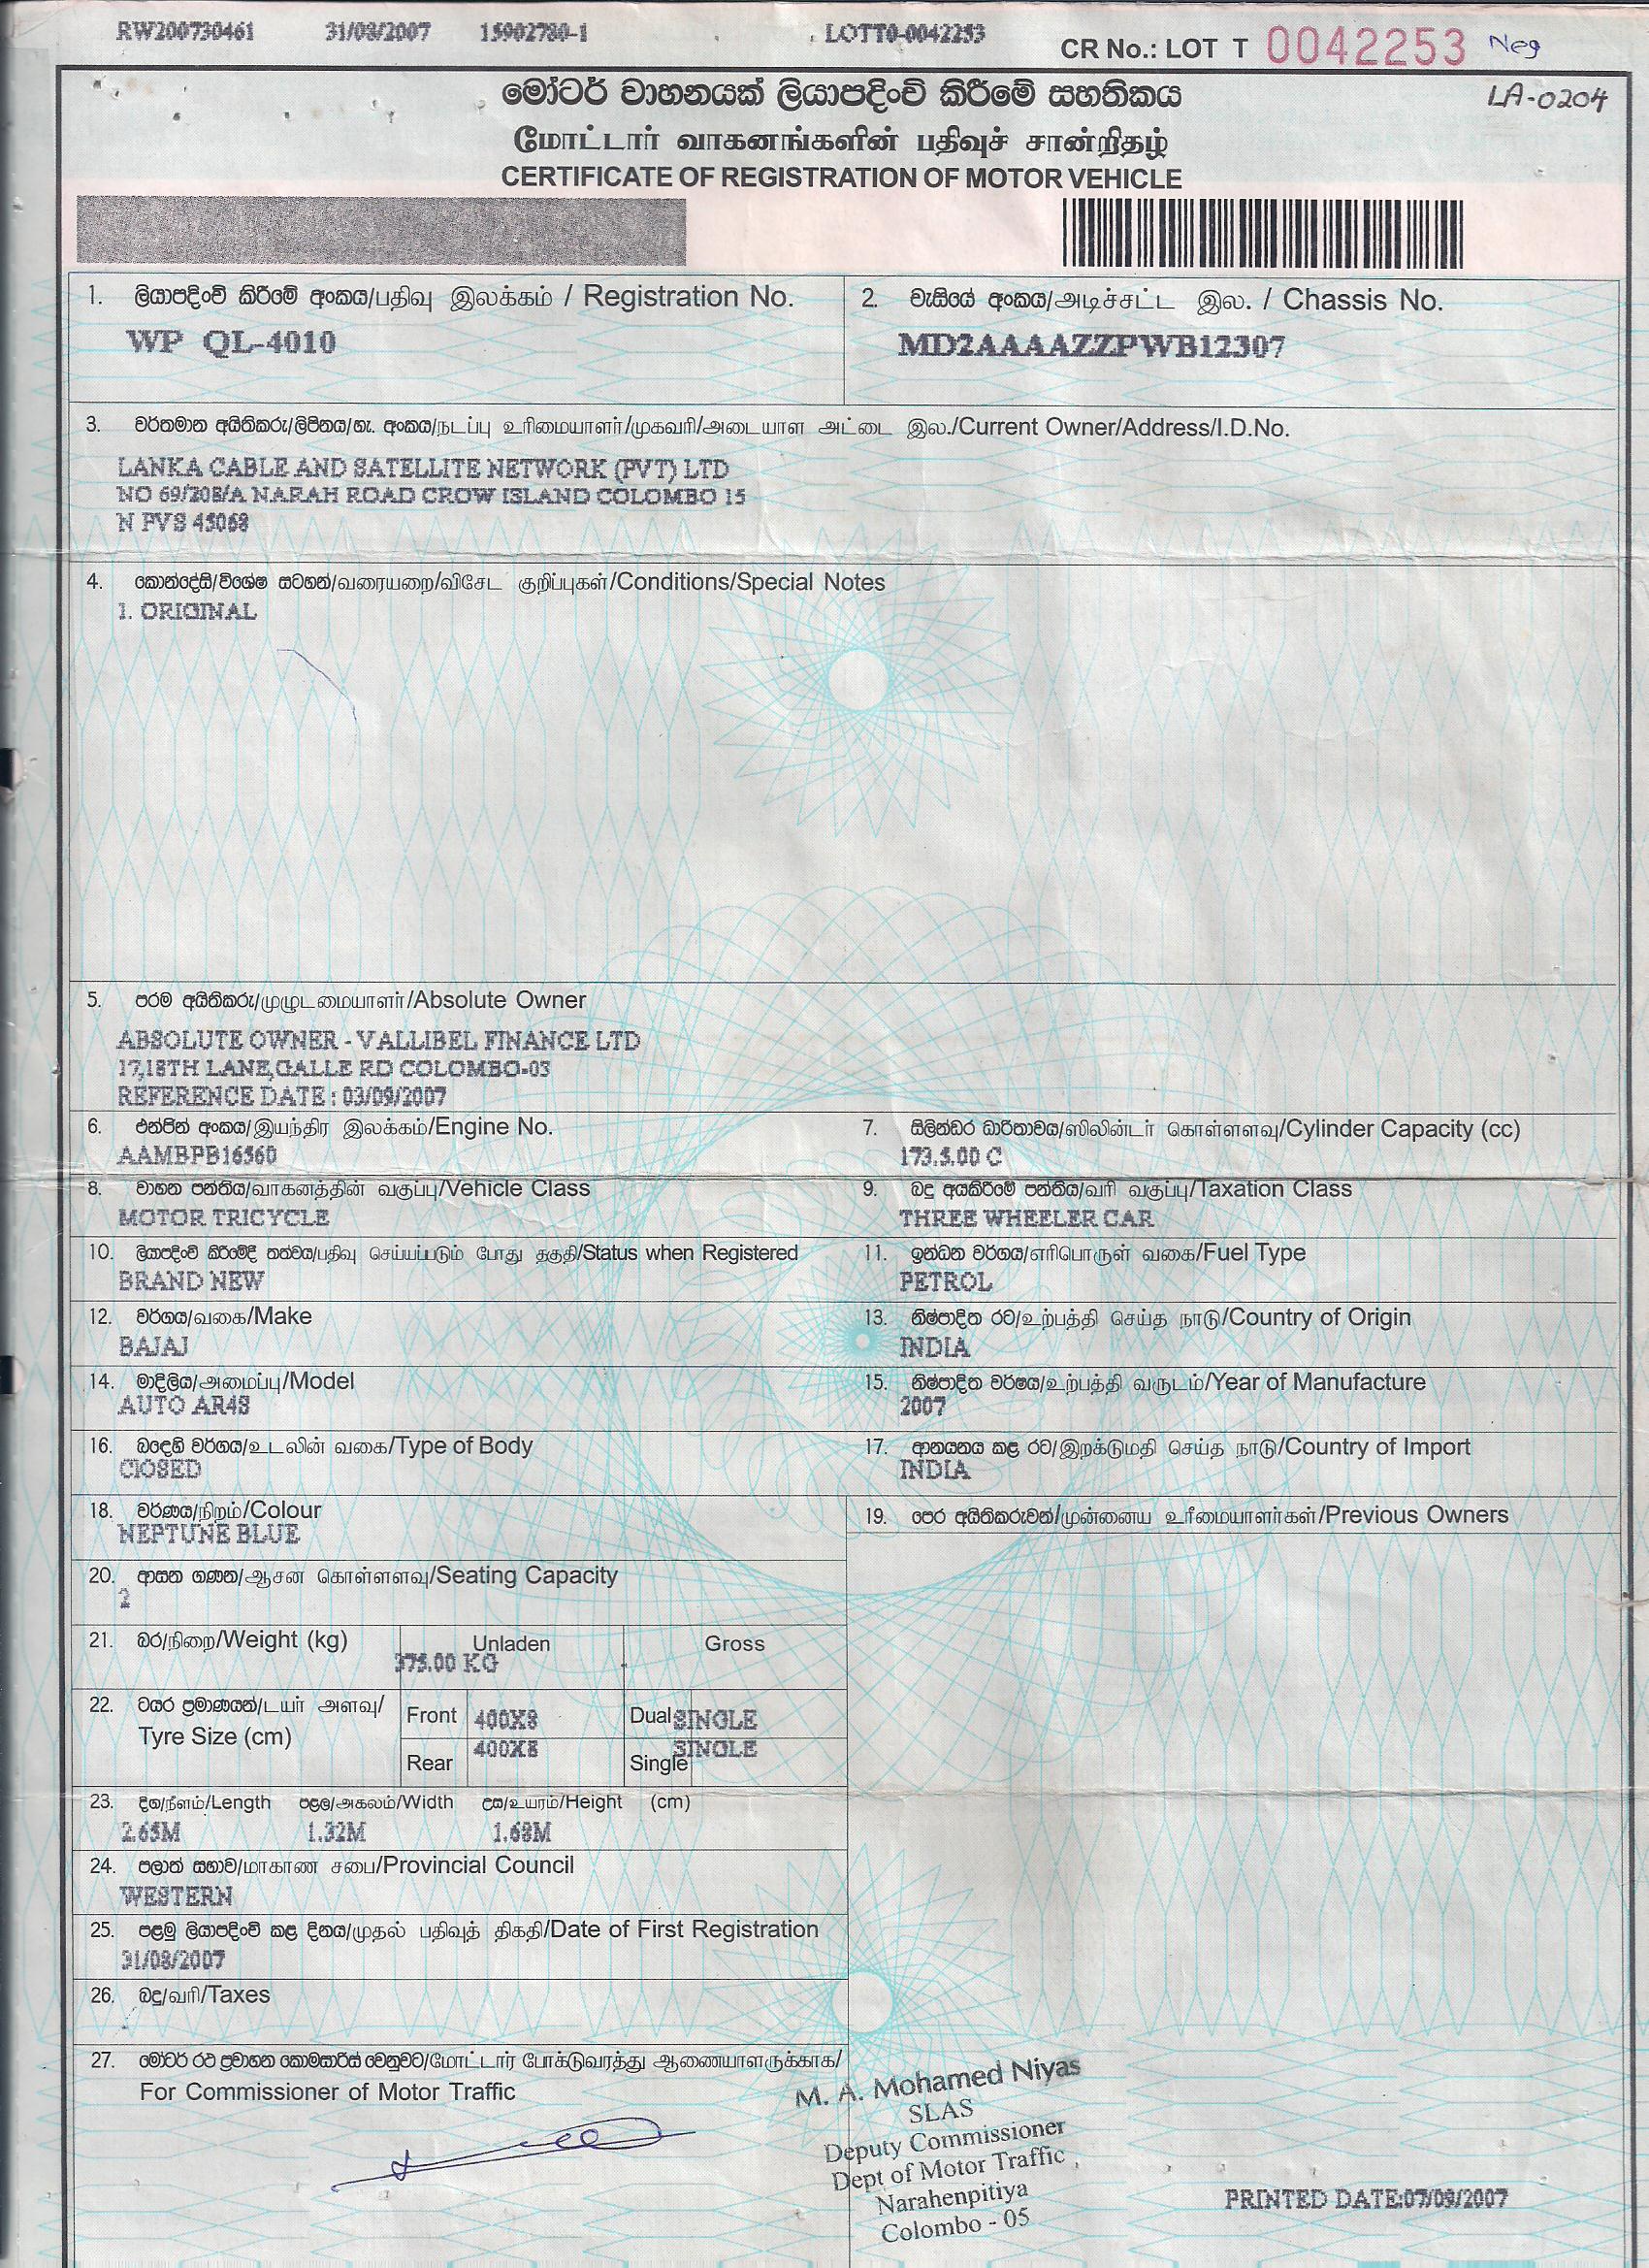 RW200730461 31/08/2007 15902780-1 LOTT0-0042253
CR No.: LOT T 0042253 Neg
LA-0204
මෝටර් වාහනයක් ලියාපදිංචි කිරීමේ සහතිකය
மோட்டார் வாகனங்களின் பதிவுச் சான்றிதழ்
CERTIFICATE OF REGISTRATION OF MOTOR VEHICLE
1. ලියාපදිංචි කිරීමේ අංකය/பதிவு இலக்கம் / Registration No.
WP QL-4010
2. චැසියේ අංකය/அடிச்சட்ட இல. / Chassis No.
MD2AAAAZZPWB12307
3. වර්තමාන අයිතිකරු/ලිපිනය/හැ. අංකය/நடப்பு உரிமையாளர்/முகவரி/அடையாள அட்டை இல./Current Owner/Address/I.D.No.
LANKA CABLE AND SATELLITE NETWORK (PVT) LTD
NO 69/208/A NARAH ROAD CROW ISLAND COLOMBO 15
N PVS 45068
4. කොන්දේසි/විශේෂ සටහන්/வரையறை/விசேட குறிப்புகள்/Conditions/Special Notes
1. ORIGINAL
5. පරම අයිතිකරු/முழுடமையாளர்/Absolute Owner
ABSOLUTE OWNER - VALLIBEL FINANCE LTD
17,18TH LANE,GALLE RD COLOMBO-03
REFERENCE DATE : 03/09/2007
6. එන්ජින් අංකය/இயந்திர இலக்கம்/Engine No.
AAMBPB16560
7. සිලින්ඩර ධාරිතාවය/ஸிலின்டர் கொள்ளளவு/Cylinder Capacity (cc)
173.5.00 C
8. වාහන පන්තිය/வாகனத்தின் வகுப்பு/Vehicle Class
MOTOR TRICYCLE
9. බදු අයකිරීමේ පන්තිය/வரி வகுப்பு/Taxation Class
THREE WHEELER CAR
10. ලියාපදිංචි කිරීමේදී තත්වය/பதிவு செய்யப்படும் போது தகுதி/Status when Registered
BRAND NEW
11. ඉන්ධන වර්ගය/எரிபொருள் வகை/Fuel Type
PETROL
12. වර්ගය/வகை/Make
BAJAJ
13. නිෂ්පාදිත රට/உற்பத்தி செய்த நாடு/Country of Origin
INDIA
14. මාදිලිය/அமைப்பு/Model
AUTO AR4S
15. නිෂ්පාදිත වර්ෂය/உற்பத்தி வருடம்/Year of Manufacture
2007
16. බඳෙහි වර්ගය/உடலின் வகை/Type of Body
ClOSED
17. ආනයනය කළ රට/இறக்குமதி செய்த நாடு/Country of Import
INDIA
18. වර්ණය/நிறம்/Colour
NEPTUNE BLUE
19. පෙර අයිතිකරුවන්/முன்னைய உரீமையாளர்கள்/Previous Owners
20. ආසන ගණන/ஆசன கொள்ளளவு/Seating Capacity
2
21. බර/நிறை/Weight (kg) Unladen Gross
375.00 KG -
22. ටයර ප්‍රමාණයන්/டயர் அளவு/
Tyre Size (cm)
Front 400X8 Dual SINGLE
Rear 400X8 Single SINGLE
23. දිග/நீளம்/Length පළල/அகலம்/Width උස/உயரம்/Height (cm)
2.65M 1.32M 1.68M
24. පලාත් සභාව/மாகாண சபை/Provincial Council
WESTERN
25. පළමු ලියාපදිංචි කළ දිනය/முதல் பதிவுத் திகதி/Date of First Registration
31/08/2007
26. බදු/வரி/Taxes
27. මෝටර් රථ ප්‍රවාහන කොමසාරිස් වෙනුවට/மோட்டார் போக்டுவரத்து ஆணையாளருக்காக/
For Commissioner of Motor Traffic
M. A. Mohamed Niyas
SLAS
Deputy Commissioner
Dept of Motor Traffic
Narahenpitiya
Colombo - 05
PRINTED DATE:07/09/2007